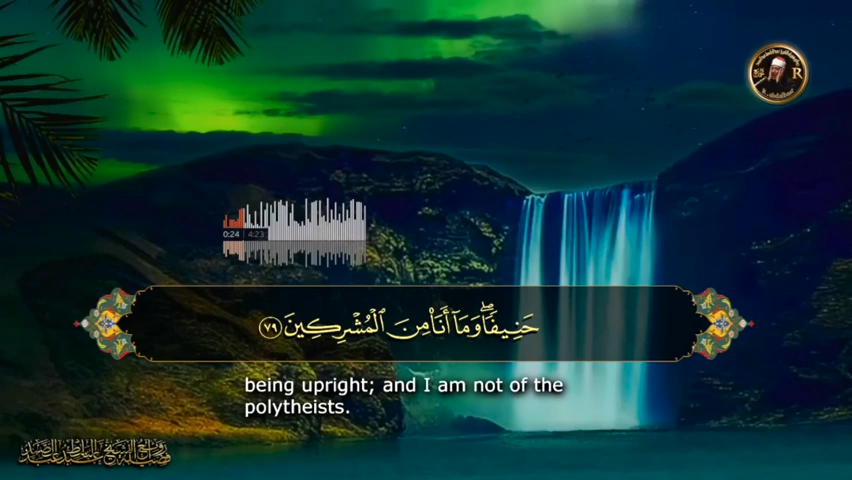 R
0:24 4:23
حَنِيفًا ۖ وَمَآ أَنَا۠ مِنَ ٱلْمُشْرِكِينَ ٧٩
being upright; and I am not of the
polytheists.